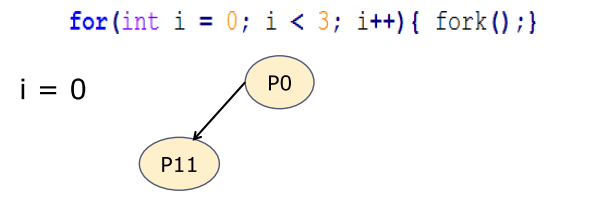 for(int i = 0; i < 3; i++){ fork();}
i = 0
P0
P11